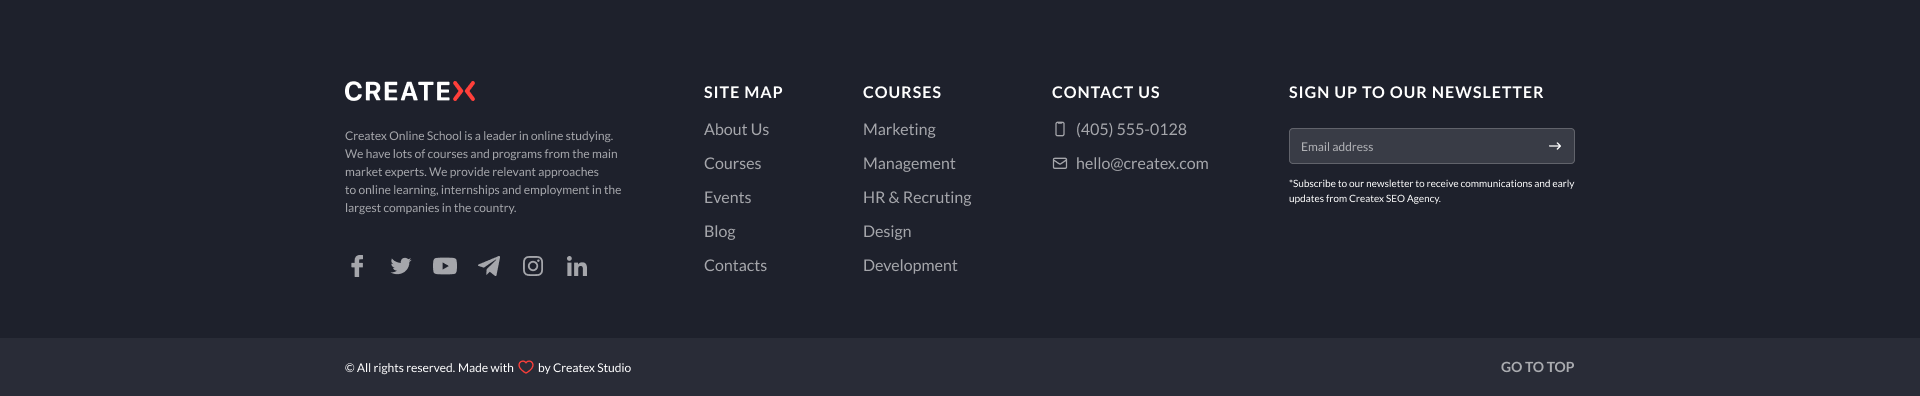 CREATEX
Createx Online School is a leader in online studying.
We have lots of courses and programs from the main
market experts. We provide relevant approaches
to online learning, internships and employment in the
largest companies in the country.
SITE MAP
About Us
Courses
Events
Blog
Contacts
COURSES
Marketing
Management
HR & Recruting
Design
Development
CONTACT US
(405) 555-0128
hello@createx.com
SIGN UP TO OUR NEWSLETTER
Email address
*Subscribe to our newsletter to receive communications and early
updates from Createx SEO Agency.
© All rights reserved. Made with by Createx Studio
GO TO TOP